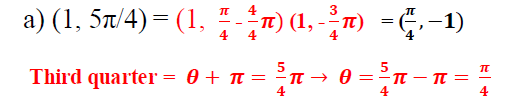 a) (1, 5π/4) = (1, π/4 - 4/4 π) (1, -3/4 π) = (π/4, -1)
Third quarter = θ + π = 5/4 π → θ = 5/4 π - π = π/4